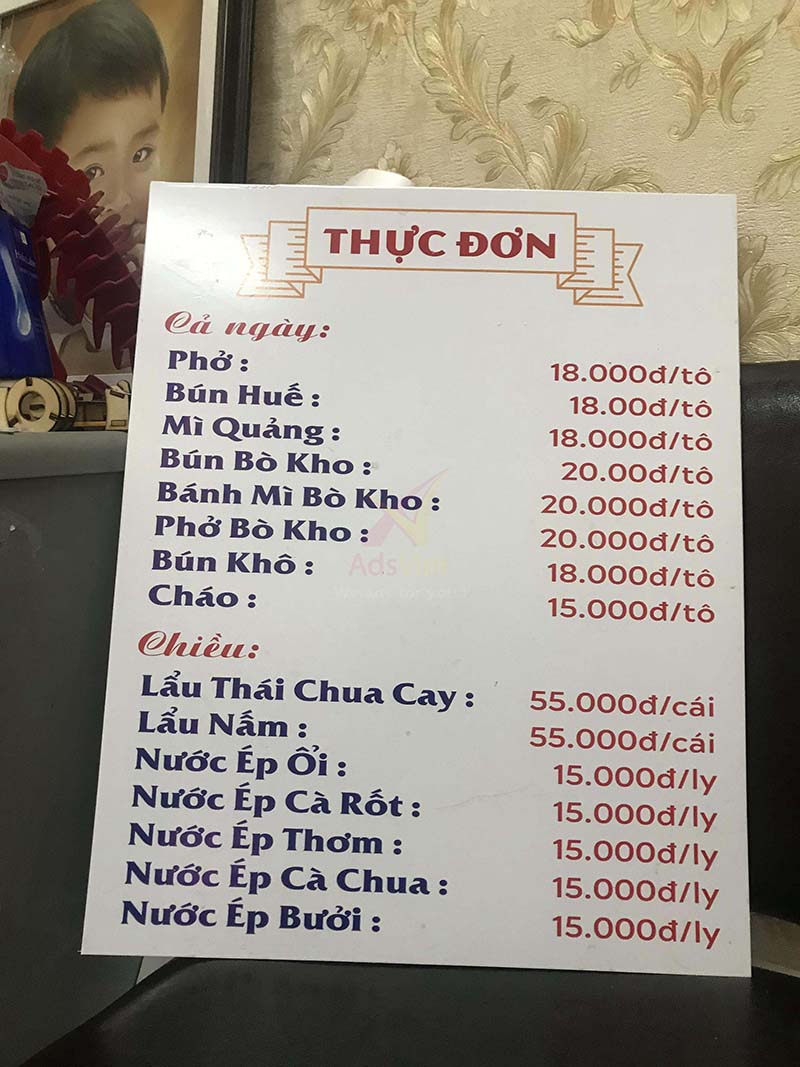 THỰC ĐƠN
Cả ngày:
Phở : 18.000đ/tô
Bún Huế : 18.00đ/tô
Mì Quảng : 18.000đ/tô
Bún Bò Kho : 20.00đ/tô
Bánh Mì Bò Kho : 20.000đ/tô
Phở Bò Kho : 20.000đ/tô
Bún Khô : 18.000đ/tô
Cháo : 15.000đ/tô
Chiều:
Lẩu Thái Chua Cay : 55.000đ/cái
Lẩu Nấm : 55.000đ/cái
Nước Ép Ổi : 15.000đ/ly
Nước Ép Cà Rốt : 15.000đ/ly
Nước Ép Thơm : 15.000đ/ly
Nước Ép Cà Chua : 15.000đ/ly
Nước Ép Bưởi : 15.000đ/ly